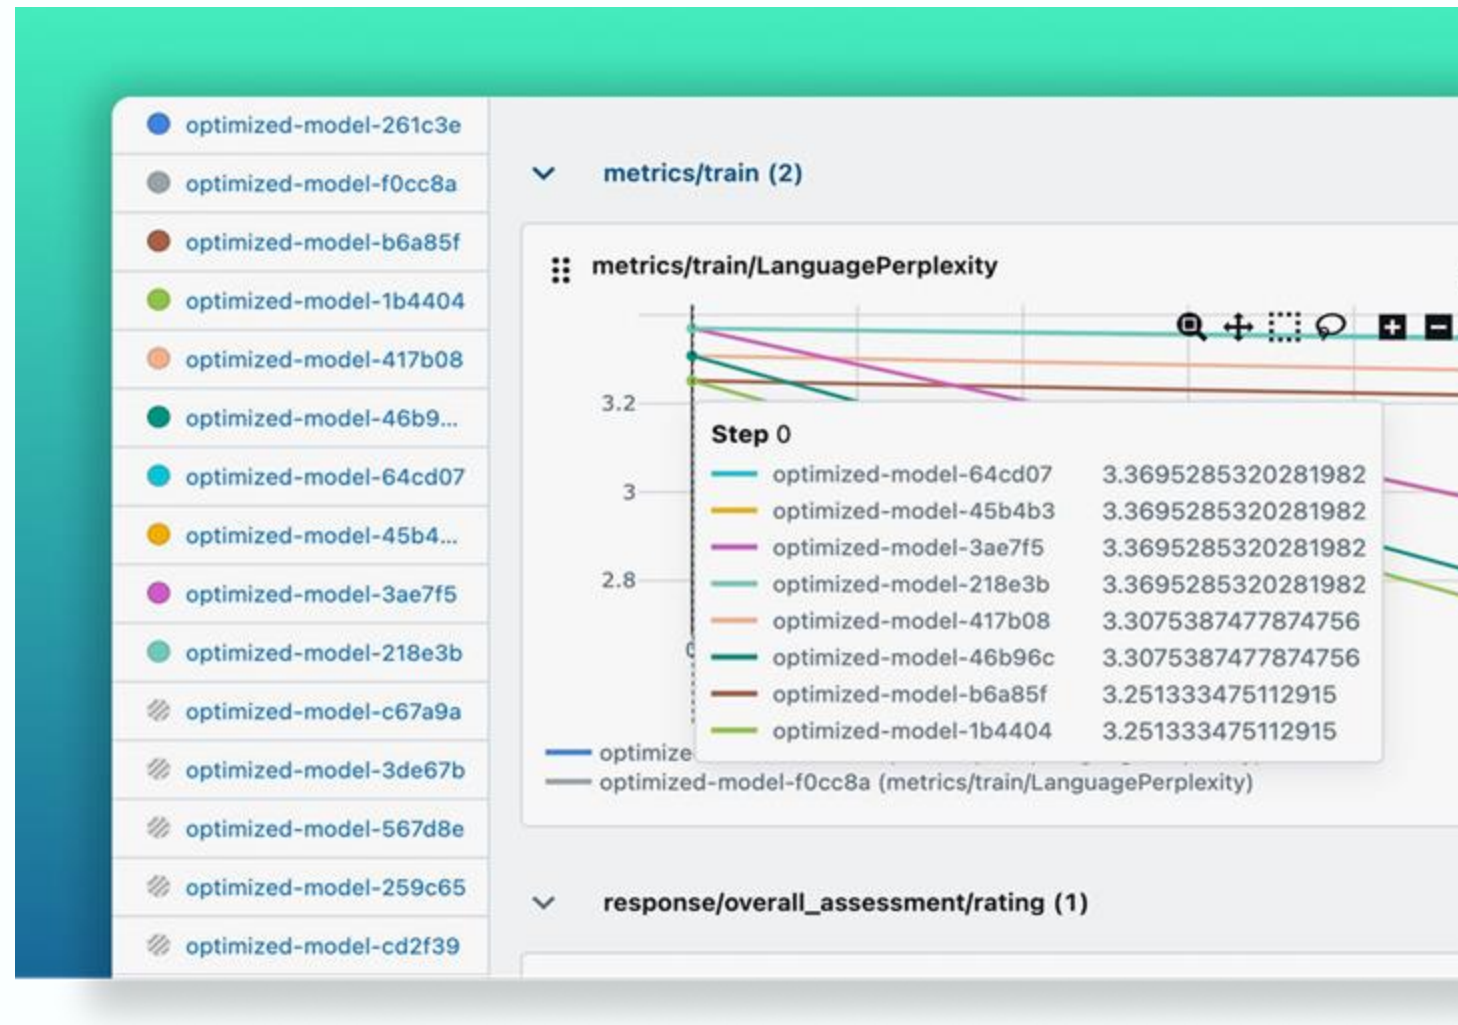 optimized-model-261c3e
optimized-model-f0cc8a
optimized-model-b6a85f
optimized-model-1b4404
optimized-model-417b08
optimized-model-46b9...
optimized-model-64cd07
optimized-model-45b4...
optimized-model-3ae7f5
optimized-model-218e3b
optimized-model-c67a9a
optimized-model-3de67b
optimized-model-567d8e
optimized-model-259c65
optimized-model-cd2f39
metrics/train (2)
metrics/train/LanguagePerplexity
3.2
3
2.8
Step 0
optimized-model-64cd07 3.3695285320281982
optimized-model-45b4b3 3.3695285320281982
optimized-model-3ae7f5 3.3695285320281982
optimized-model-218e3b 3.3695285320281982
optimized-model-417b08 3.3075387477874756
optimized-model-46b96c 3.3075387477874756
optimized-model-b6a85f 3.251333475112915
optimized-model-1b4404 3.251333475112915
optimize
optimized-model-f0cc8a (metrics/train/LanguagePerplexity)
response/overall_assessment/rating (1)